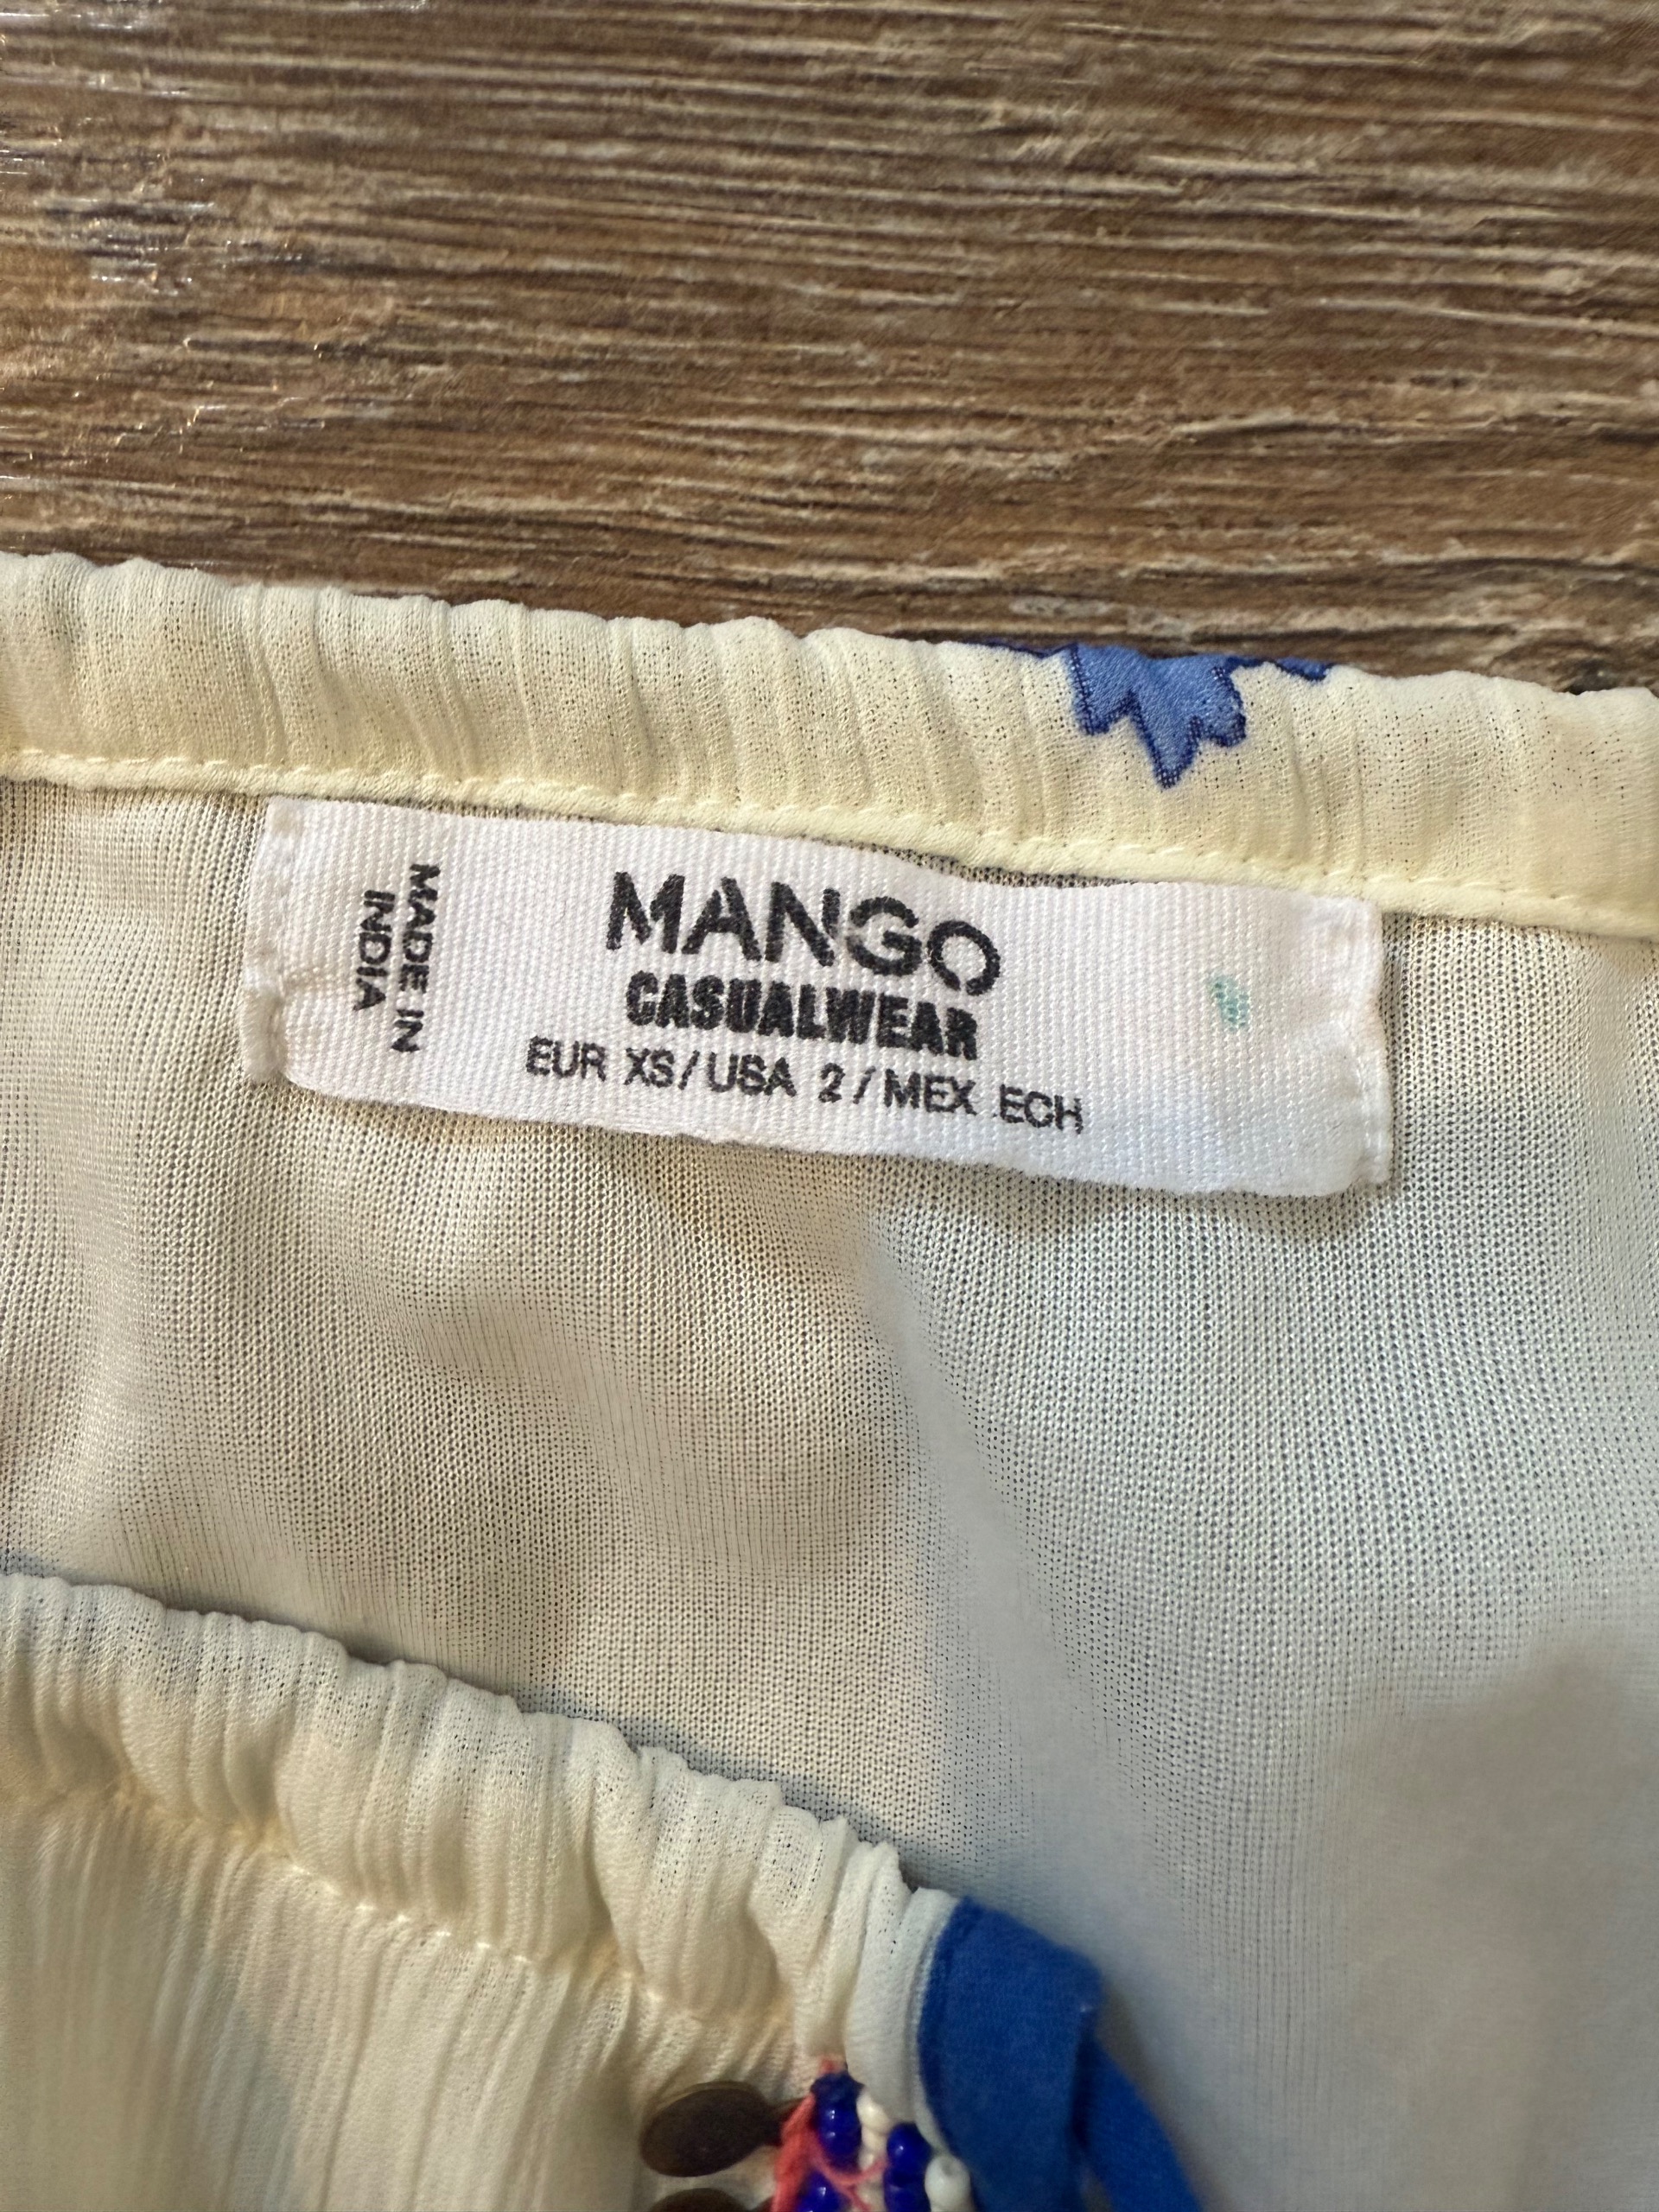 MADE IN
INDIA
MANGO
CASUALWEAR
EUR XS / USA 2 / MEX ECH